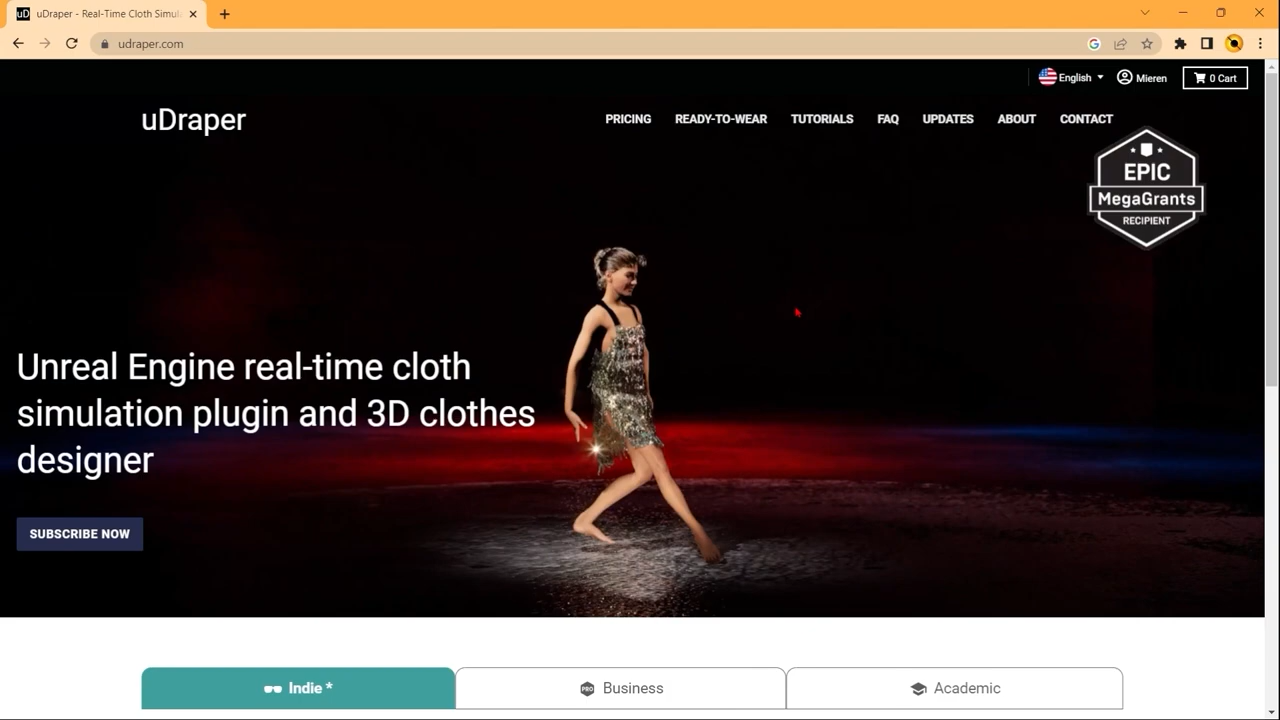 uD
uDraper - Real-Time Cloth Simul
udraper.com
English
Mieren
0 Cart
uDraper
PRICING
READY-TO-WEAR
TUTORIALS
FAQ
UPDATES
ABOUT
CONTACT
EPIC
MegaGrants
RECIPIENT
Unreal Engine real-time cloth
simulation plugin and 3D clothes
designer
SUBSCRIBE NOW
Indie *
PRO
Business
Academic